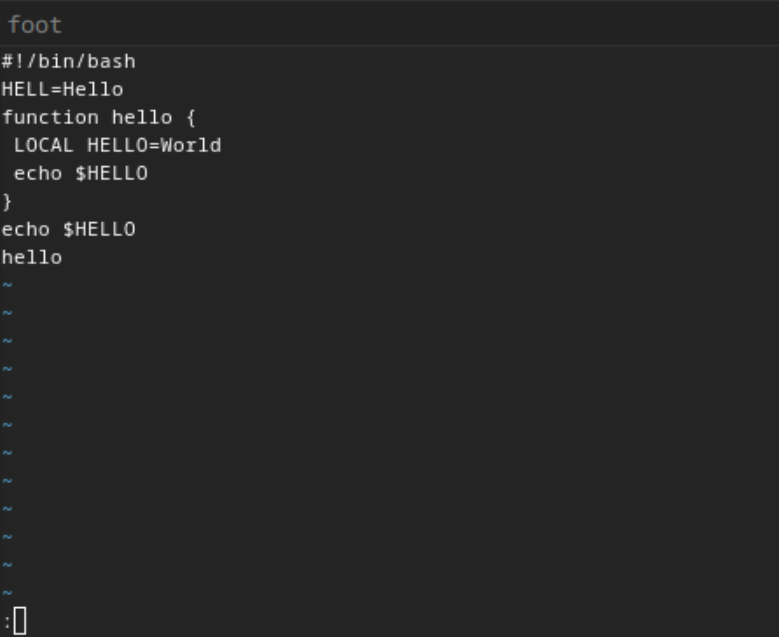 foot
#!/bin/bash
HELL=Hello
function hello {
 LOCAL HELLO=World
 echo $HELLO
}
echo $HELLO
hello
~
~
~
~
~
~
~
~
~
~
~
~
: